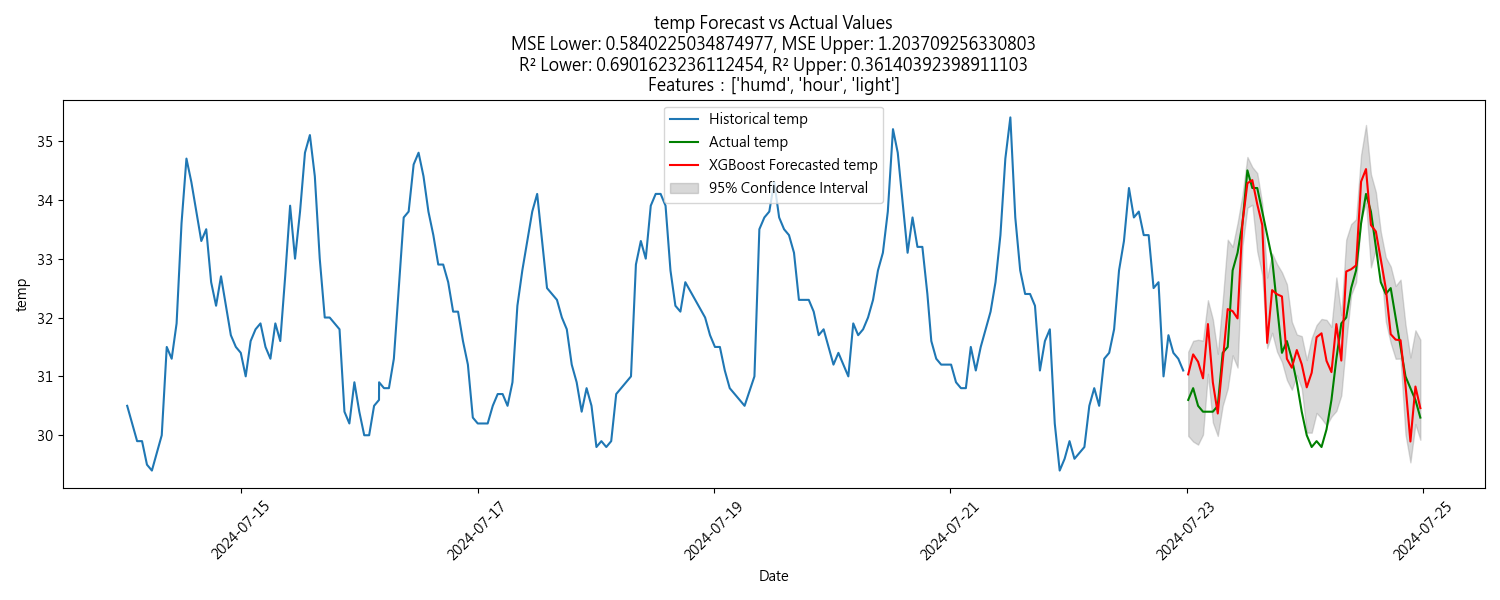 temp Forecast vs Actual Values
MSE Lower: 0.5840225034874977, MSE Upper: 1.203709256330803
R² Lower: 0.6901623236112454, R² Upper: 0.36140392398911103
Features：['humd', 'hour', 'light']
Historical temp
Actual temp
XGBoost Forecasted temp
95% Confidence Interval
temp
35
34
33
32
31
30
2024-07-15
2024-07-17
2024-07-19
2024-07-21
2024-07-23
2024-07-25
Date